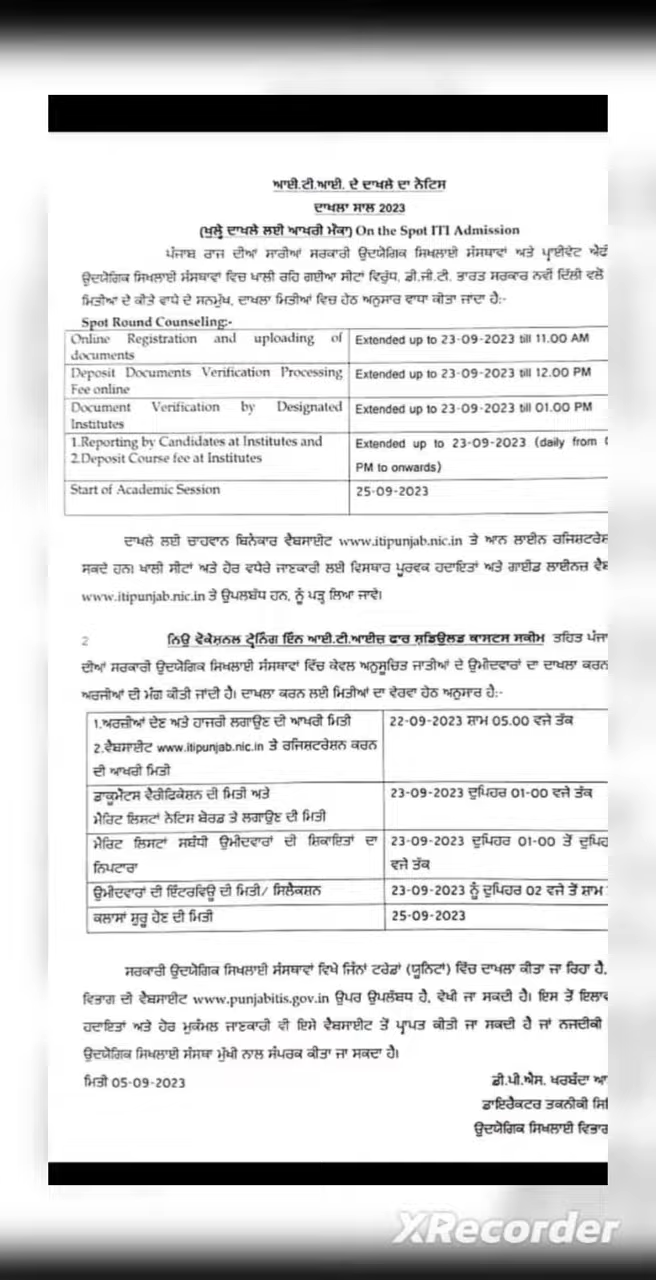 ਆਈ.ਟੀ.ਆਈ. ਦੇ ਦਾਖਲੇ ਦਾ ਨੋਟਿਸ
ਦਾਖਲਾ ਸਾਲ 2023
(ਖੁਲ੍ਹੇ ਦਾਖਲੇ ਲਈ ਆਖਰੀ ਮੌਕਾ) On the Spot ITI Admission
ਪੰਜਾਬ ਰਾਜ ਦੀਆਂ ਸਾਰੀਆਂ ਸਰਕਾਰੀ ਉਦਯੋਗਿਕ ਸਿਖਲਾਈ ਸੰਸਥਾਵਾਂ ਅਤੇ ਪ੍ਰਾਈਵੇਟ
ਉਦਯੋਗਿਕ ਸਿਖਲਾਈ ਸੰਸਥਾਵਾਂ ਵਿਚ ਖਾਲੀ ਰਹਿ ਗਈਆ ਸੀਟਾਂ ਵਿਰੁੱਧ, ਡੀ.ਜੀ.ਟੀ. ਭਾਰਤ ਸਰਕਾਰ ਨਵੀਂ ਦਿੱਲੀ ਵਲੋਂ
ਮਿਤੀਆ ਦੇ ਕੀਤੇ ਵਾਧੇ ਦੇ ਸਨਮੁੱਖ, ਦਾਖਲਾ ਮਿਤੀਆਂ ਵਿਚ ਹੇਠ ਅਨੁਸਾਰ ਵਾਧਾ ਕੀਤਾ ਜਾਂਦਾ ਹੈ:-
Spot Round Counseling:-
Online Registration and uploading of documents
Extended up to 23-09-2023 till 11.00 AM
Deposit Documents Verification Processing Fee online
Extended up to 23-09-2023 till 12.00 PM
Document Verification by Designated Institutes
Extended up to 23-09-2023 till 01.00 PM
1.Reporting by Candidates at Institutes and
2.Deposit Course fee at Institutes
Extended up to 23-09-2023 (daily from
PM to onwards)
Start of Academic Session
25-09-2023
ਦਾਖਲੇ ਲਈ ਚਾਹਵਾਨ ਬਿਨੈਕਾਰ ਵੈਬਸਾਈਟ www.itipunjab.nic.in ਤੇ ਆਨ ਲਾਈਨ ਰਜਿਸਟਰੇਸ਼
ਸਕਦੇ ਹਨ। ਖਾਲੀ ਸੀਟਾਂ ਅਤੇ ਹੋਰ ਵਧੇਰੇ ਜਾਣਕਾਰੀ ਲਈ ਵਿਸਥਾਰ ਪੂਰਵਕ ਹਦਾਇਤਾਂ ਅਤੇ ਗਾਈਡ ਲਾਈਨਜ਼ ਵੈਬ
www.itipunjab.nic.in ਤੇ ਉਪਲਬੱਧ ਹਨ, ਨੂੰ ਪੜ੍ਹ ਲਿਆ ਜਾਵੇ।
2 ਨਿਊ ਵੋਕੇਸ਼ਨਲ ਟ੍ਰੇਨਿੰਗ ਇੰਨ ਆਈ.ਟੀ.ਆਈਜ਼ ਫਾਰ ਸ਼ਡਿਊਲਡ ਕਾਸਟਸ ਸਕੀਮ ਤਹਿਤ ਪੰਜਾ
ਦੀਆਂ ਸਰਕਾਰੀ ਉਦਯੋਗਿਕ ਸਿਖਲਾਈ ਸੰਸਥਾਵਾਂ ਵਿੱਚ ਕੇਵਲ ਅਨੁਸੂਚਿਤ ਜਾਤੀਆਂ ਦੇ ਉਮੀਦਵਾਰਾਂ ਦਾ ਦਾਖਲਾ ਕਰਨ
ਅਰਜੀਆਂ ਦੀ ਮੰਗ ਕੀਤੀ ਜਾਂਦੀ ਹੈ। ਦਾਖਲਾ ਕਰਨ ਲਈ ਮਿਤੀਆਂ ਦਾ ਵੇਰਵਾ ਹੇਠ ਅਨੁਸਾਰ ਹੈ:-
1.ਅਰਜੀਆਂ ਦੇਣ ਅਤੇ ਹਾਜਰੀ ਲਗਾਉਣ ਦੀ ਆਖਰੀ ਮਿਤੀ
22-09-2023 ਸ਼ਾਮ 05.00 ਵਜੇ ਤੱਕ
2.ਵੈਬਸਾਈਟ www.itipunjab.nic.in ਤੇ ਰਜਿਸ਼ਟਰੇਸ਼ਨ ਕਰਨ
ਦੀ ਆਖਰੀ ਮਿਤੀ
ਡਾਕੂਮੈਂਟਸ ਵੈਰੀਫਿਕੇਸ਼ਨ ਦੀ ਮਿਤੀ ਅਤੇ
ਮੈਰਿਟ ਲਿਸਟਾਂ ਨੋਟਿਸ ਬੋਰਡ ਤੇ ਲਗਾਉਣ ਦੀ ਮਿਤੀ
23-09-2023 ਦੁਪਿਹਰ 01-00 ਵਜੇ ਤੱਕ
ਮੈਰਿਟ ਲਿਸਟਾਂ ਸਬੰਧੀ ਉਮੀਦਵਾਰਾਂ ਦੀ ਸ਼ਿਕਾਇਤਾਂ ਦਾ
ਨਿਪਟਾਰਾ
23-09-2023 ਦੁਪਿਹਰ 01-00 ਤੋਂ ਦੁਪਿਹ
ਵਜੇ ਤੱਕ
ਉਮੀਦਵਾਰਾਂ ਦੀ ਇੰਟਰਵਿਊ ਦੀ ਮਿਤੀ/ ਸਿਲੈਕਸ਼ਨ
23-09-2023 ਨੂੰ ਦੁਪਿਹਰ 02 ਵਜੇ ਤੋਂ ਸ਼ਾਮ
ਕਲਾਸਾਂ ਸ਼ੁਰੂ ਹੋਣ ਦੀ ਮਿਤੀ
25-09-2023
ਸਰਕਾਰੀ ਉਦਯੋਗਿਕ ਸਿਖਲਾਈ ਸੰਸਥਾਵਾਂ ਵਿਖੇ ਜਿੰਨਾਂ ਟਰੇਡਾਂ (ਯੂਨਿਟਾਂ) ਵਿੱਚ ਦਾਖਲਾ ਕੀਤਾ ਜਾ ਰਿਹਾ ਹੈ,
ਵਿਭਾਗ ਦੀ ਵੈਬਸਾਈਟ www.punjabitis.gov.in ਉਪਰ ਉਪਲੱਬਧ ਹੈ, ਵੇਖੀ ਜਾ ਸਕਦੀ ਹੈ। ਇਸ ਤੋਂ ਇਲਾਵ
ਹਦਾਇਤਾਂ ਅਤੇ ਹੋਰ ਮੁਕੰਮਲ ਜਾਣਕਾਰੀ ਵੀ ਇਸੇ ਵੈਬਸਾਈਟ ਤੋਂ ਪ੍ਰਾਪਤ ਕੀਤੀ ਜਾ ਸਕਦੀ ਹੈ ਜਾਂ ਨਜਦੀਕੀ
ਉਦਯੋਗਿਕ ਸਿਖਲਾਈ ਸੰਸਥਾ ਮੁੱਖੀ ਨਾਲ ਸੰਪਰਕ ਕੀਤਾ ਜਾ ਸਕਦਾ ਹੈ।
ਮਿਤੀ 05-09-2023
ਡੀ.ਪੀ.ਐਸ. ਖਰਬੰਦਾ ਆ
ਡਾਇਰੈਕਟਰ ਤਕਨੀਕੀ ਸਿ
ਉਦਯੋਗਿਕ ਸਿਖਲਾਈ ਵਿਭਾਗ
XRecorder